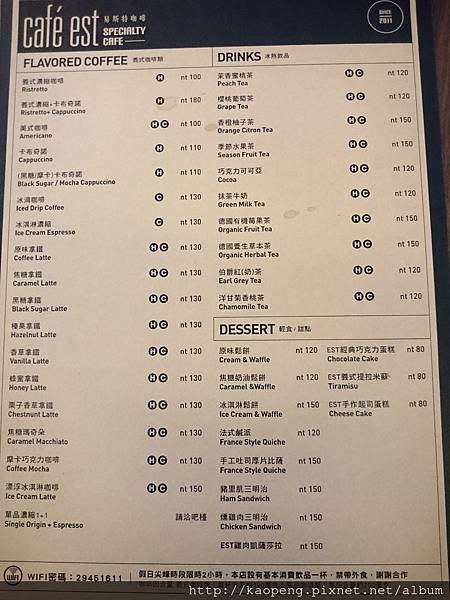 café est
易斯特咖啡
SPECIALTY
CAFE
SINCE
2011
FLAVORED COFFEE 義式咖啡類
義式濃縮咖啡 H nt 100
Ristretto
義式濃縮+卡布奇諾 H nt 180
Ristretto+ Cappuccino
美式咖啡 H C nt 100
Americano
卡布奇諾 H nt 110
Cappuccino
(黑糖/摩卡)卡布奇諾 H nt 110
Black Sugar / Mocha Cappuccino
冰滴咖啡 C nt 130
Iced Drip Coffee
冰淇淋濃縮 C nt 130
Ice Cream Espresso
原味拿鐵 H C nt 130
Coffee Latte
焦糖拿鐵 H C nt 130
Caramel Latte
黑糖拿鐵 H C nt 130
Black Sugar Latte
榛果拿鐵 H C nt 130
Hazelnut Latte
香草拿鐵 H C nt 130
Vanilla Latte
蜂蜜拿鐵 H C nt 130
Honey Latte
栗子香草拿鐵 H C nt 130
Chestnunt Latte
焦糖瑪奇朵 H C nt 130
Caramel Macchiato
摩卡巧克力咖啡 H C nt 130
Coffee Mocha
漂浮冰淇淋咖啡 H C nt 150
Ice Cream Latte
單品濃縮1+1 請洽吧檯
Single Origin + Espresso
DRINKS 冰熱飲品
茉香蜜桃茶 H C nt 120
Peach Tea
櫻桃葡萄茶 H C nt 120
Grape Tea
香橙柚子茶 H C nt 150
Orange Citron Tea
季節水果茶 H C nt 150
Season Fruit Tea
巧克力可可亞 H C nt 120
Cocoa
抹茶牛奶 H C nt 120
Green Milk Tea
德國有機莓果茶 H C nt 150
Organic Fruit Tea
德國養生草本茶 H C nt 150
Organic Herbal Tea
伯爵紅(奶)茶 H C nt 120
Earl Grey Tea
洋甘菊香桃茶 H C nt 120
Chamomile Tea
DESSERT 輕食/甜點
原味鬆餅 nt 120
Cream & Waffle
焦糖奶油鬆餅 nt 120
Caramel &Waffle
冰淇淋鬆餅 nt 150
Ice Cream & Waffle
法式鹹派 nt 120
France Style Quiche
手工吐司厚片比薩 nt 150
France Style Quiche
豬里肌三明治 nt 150
Ham Sandwich
燻雞肉三明治 nt 150
Chicken Sandwich
EST雞肉凱薩莎拉 nt 150
EST經典巧克力蛋糕 nt 80
Chocolate Cake
EST義式提拉米蘇 nt 80
Tiramisu
EST手作起司蛋糕 nt 80
Cheese Cake
WIFI
WIFI密碼:29451611
假日尖峰時段限時2小時,本店設有基本消費飲品一杯,禁帶外食,謝謝合作
http://kaopeng.pixnet.net/album